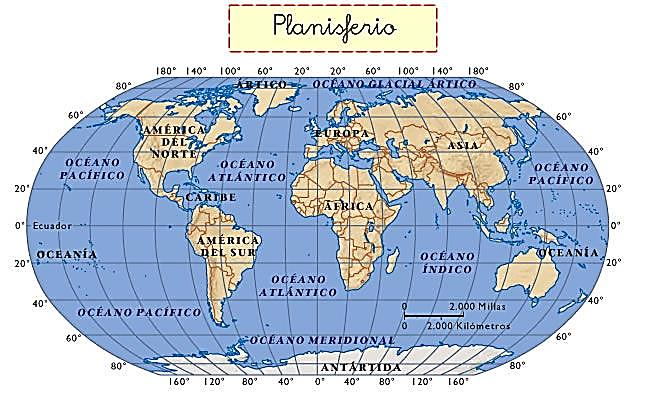 Planisferio
180° 140° 100° 60° 20° 20° 60° 100° 140° 180°
80° ÁRTICO OCÉANO GLACIAL ÁRTICO 80°
60° 60°
EUROPA
AMÉRICA
DEL
NORTE
ASIA
40° 40°
OCÉANO
PACÍFICO
OCÉANO
ATLÁNTICO
OCÉANO
PACÍFICO
20° 20°
CARIBE
ÁFRICA
0° Ecuador 0°
AMÉRICA
DEL SUR
OCEANÍA
OCEANÍA
OCÉANO
ÍNDICO
20° 20°
OCÉANO
ATLÁNTICO
40° 40°
OCÉANO PACÍFICO
0 2.000 Millas
0 2.000 Kilómetros
60° 60°
OCÉANO MERIDIONAL
80° ANTÁRTIDA 80°
160° 120° 80° 40° 0° 40° 80° 120° 160°